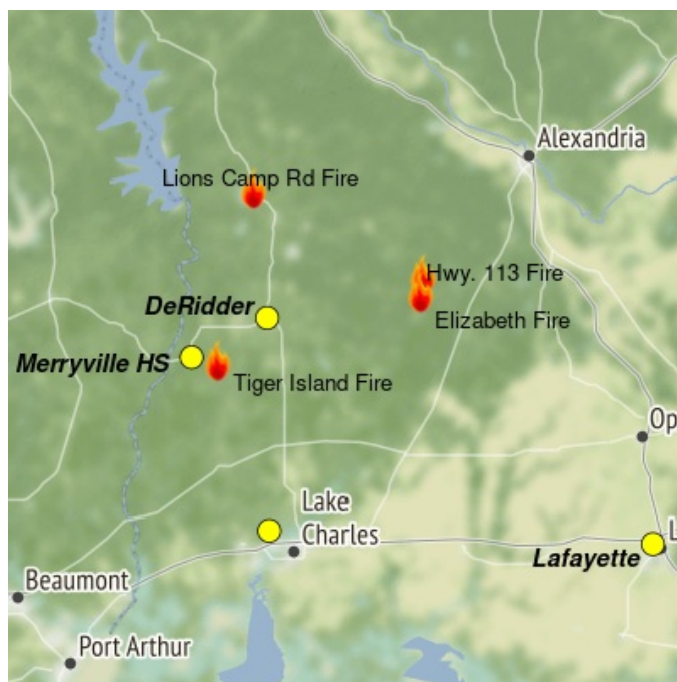 Alexandria
Lions Camp Rd Fire
Hwy. 113 Fire
DeRidder
Elizabeth Fire
Merryville HS
Tiger Island Fire
Op
Lake
Charles
L
Lafayette
Beaumont
Port Arthur